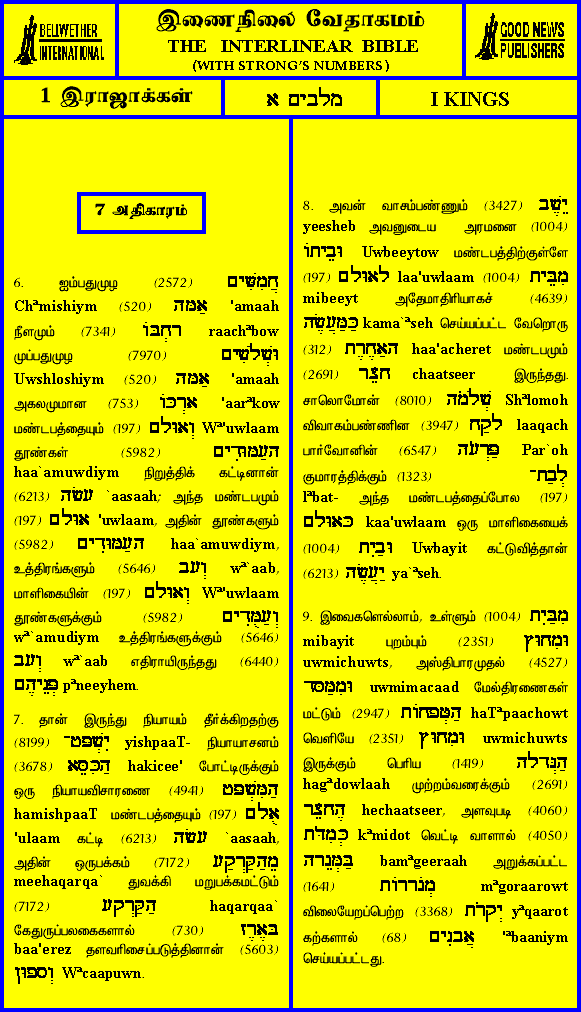 BELLWETHER
INTERNATIONAL
இணைநிலை வேதாகமம்
THE INTERLINEAR BIBLE
(WITH STRONG'S NUMBERS)
GOOD NEWS
PUBLISHERS
1 இராஜாக்கள்
מלבים א
I KINGS
7 அதிகாரம்
6. ஐம்பதுமுழ (2572) חֲמִשִּׁים
Chªmishiym (520) אַמָּה 'amaah
நீளமும் (7341) רָחְבּוֹ raachªbow
முப்பதுமுழ (7970) וּשְׁלֹשִׁים
Uwshloshiym (520) אַמָּה 'amaah
அகலமுமான (753) אָרְכּוֹ 'aarªkow
மண்டபத்தையும் (197) וְאוּלָם Wª'uwlaam
தூண்கள் (5982) הָעַמּוּדִים
haa`amuwdiym நிறுத்திக் கட்டினான்
(6213) עָשָׂה `aasaah; அந்த மண்டபமும்
(197) אוּלָם 'uwlaam, அதின் தூண்களும்
(5982) הָעַמּוּדִים haa`amuwdiym,
உத்திரங்களும் (5646) וְעָב wª`aab,
மாளிகையின் (197) וְאוּלָם Wª'uwlaam
தூண்களுக்கும் (5982) וְעַמֻּדִים
wª`amudiym உத்திரங்களுக்கும் (5646)
וְעָב wª`aab எதிராயிருந்தது (6440)
פְּנֵיהֶם pªneeyhem.
7. தான் இருந்து நியாயம் தீர்க்கிறதற்கு
(8199) יִשְׁפָּט־ yishpaaT- நியாயாசனம்
(3678) הַכִּסֵּא hakicee' போட்டிருக்கும்
ஒரு நியாயவிசாரணை (4941) הַמִּשְׁפָּט
hamishpaaT மண்டபத்தையும் (197) אֻלָם
'ulaam கட்டி (6213) עָשָׂה `aasaah,
அதின் ஒருபக்கம் (7172) מֵהַקַּרְקַע
meehaqarqa` துவக்கி மறுபக்கமட்டும்
(7172) הַקַּרְקָע haqarqaa`
கேதுருப்பலகைகளால் (730) בָּאֶרֶז
baa'erez தளவரிசைப்படுத்தினான் (5603)
וְסָפוּן Wªcaapuwn.
8. அவன் வாசம்பண்ணும் (3427) יֵשֶׁב
yeesheb அவனுடைய அரமனை (1004)
וּבֵיתוֹ Uwbeeytow மண்டபத்திற்குள்ளே
(197) לָאוּלָם laa'uwlaam (1004) מִבֵּית
mibeeyt அதேமாதிரியாகச் (4639)
כַּמַּעֲשֶׂה kama`ªseh செய்யப்பட்ட வேறொரு
(312) הָאַחֶרֶת haa'acheret மண்டபமும்
(2691) חָצֵר chaatseer இருந்தது.
சாலொமோன் (8010) שְׁלֹמֹה Shªlomoh
விவாகம்பண்ணின (3947) לָקַח laaqach
பார்வோனின் (6547) פַּרְעֹה Par`oh
குமாரத்திக்கும் (1323) לְבַת־
lªbat- அந்த மண்டபத்தைப்போல (197)
כָּאוּלָם kaa'uwlaam ஒரு மாளிகையைக்
(1004) וּבַיִת Uwbayit கட்டுவித்தான்
(6213) יַעֲשֶׂה ya`ªseh.
9. இவைகளெல்லாம், உள்ளும் (1004) מִבַּיִת
mibayit புறம்பும் (2351) וּמִחוּץ
uwmichuwts, அஸ்திபாரமுதல் (4527)
וּמִמַּסַּד uwmimacaad மேல்திரணைகள்
மட்டும் (2947) הַטְּפָחוֹת haTªpaachowt
வெளியே (2351) וּמִחוּץ uwmichuwts
இருக்கும் பெரிய (1419) הַגְּדוֹלָה
hagªdowlaah முற்றம்வரைக்கும் (2691)
הֶחָצֵר hechaatseer, அளவுபடி (4060)
כְּמִדֹּת kªmidot வெட்டி வாளால் (4050)
בַּמְּגֵרָה bamªgeeraah அறுக்கப்பட்ட
(1641) מְגֹרָרוֹת mªgoraarowt
விலையேறப்பெற்ற (3368) יְקָרֹת yªqaarot
கற்களால் (68) אֲבָנִים 'ªbaaniym
செய்யப்பட்டது.